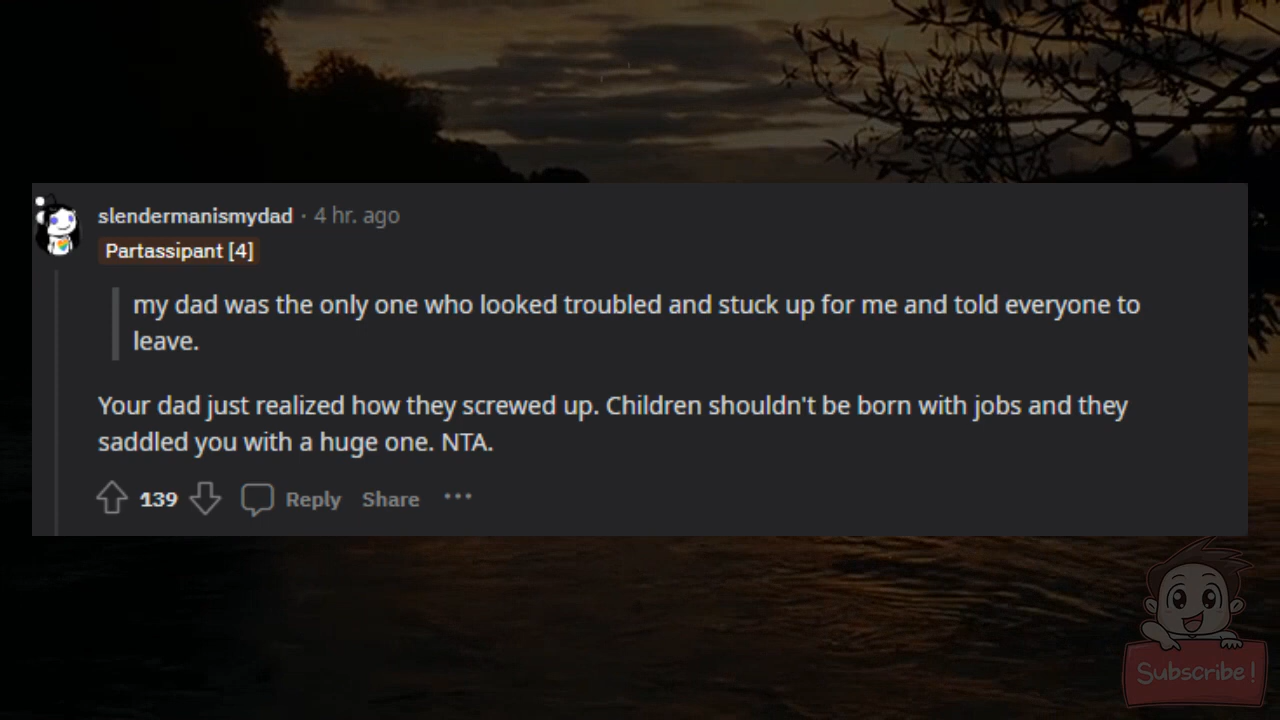 slendermanismydad · 4 hr. ago
Partassipant [4]
my dad was the only one who looked troubled and stuck up for me and told everyone to
leave.
Your dad just realized how they screwed up. Children shouldn't be born with jobs and they
saddled you with a huge one. NTA.
139 Reply Share ···
Subscribe!